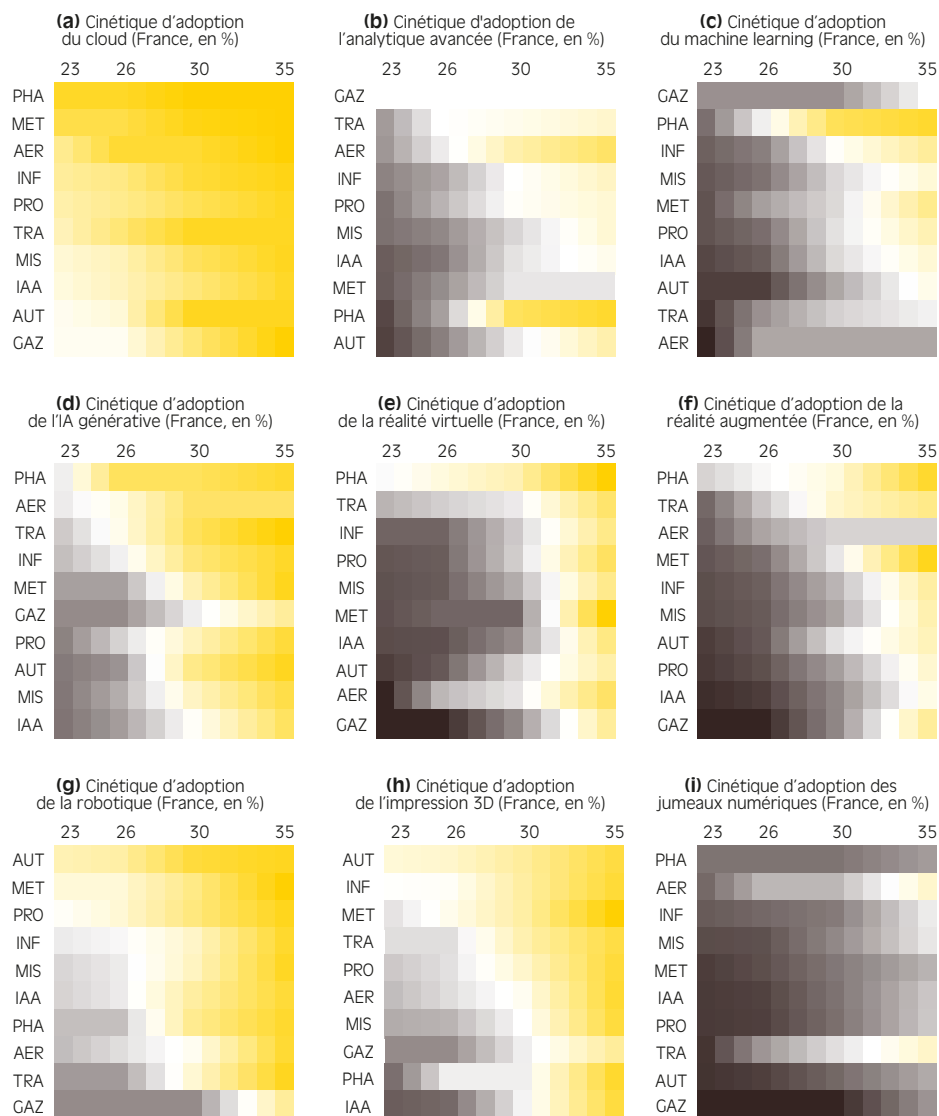 (a) Cinétique d'adoption
du cloud (France, en %)
23 26 30 35
PHA
MET
AER
INF
PRO
TRA
MIS
IAA
AUT
GAZ
(b) Cinétique d'adoption de
l'analytique avancée (France, en %)
23 26 30 35
GAZ
TRA
AER
INF
PRO
MIS
IAA
MET
PHA
AUT
(c) Cinétique d'adoption
du machine learning (France, en %)
23 26 30 35
GAZ
PHA
INF
MIS
MET
PRO
IAA
AUT
TRA
AER
(d) Cinétique d'adoption
de l'IA générative (France, en %)
23 26 30 35
PHA
AER
TRA
INF
MET
GAZ
PRO
AUT
MIS
IAA
(e) Cinétique d'adoption
de la réalité virtuelle (France, en %)
23 26 30 35
PHA
TRA
INF
PRO
MIS
MET
IAA
AUT
AER
GAZ
(f) Cinétique d'adoption de la
réalité augmentée (France, en %)
23 26 30 35
PHA
TRA
AER
MET
INF
MIS
AUT
PRO
IAA
GAZ
(g) Cinétique d'adoption
de la robotique (France, en %)
23 26 30 35
AUT
MET
PRO
INF
MIS
IAA
PHA
AER
TRA
GAZ
(h) Cinétique d'adoption
de l'impression 3D (France, en %)
23 26 30 35
AUT
INF
MET
TRA
PRO
AER
MIS
GAZ
PHA
IAA
(i) Cinétique d'adoption des
jumeaux numériques (France, en %)
23 26 30 35
PHA
AER
INF
MIS
MET
IAA
PRO
TRA
AUT
GAZ